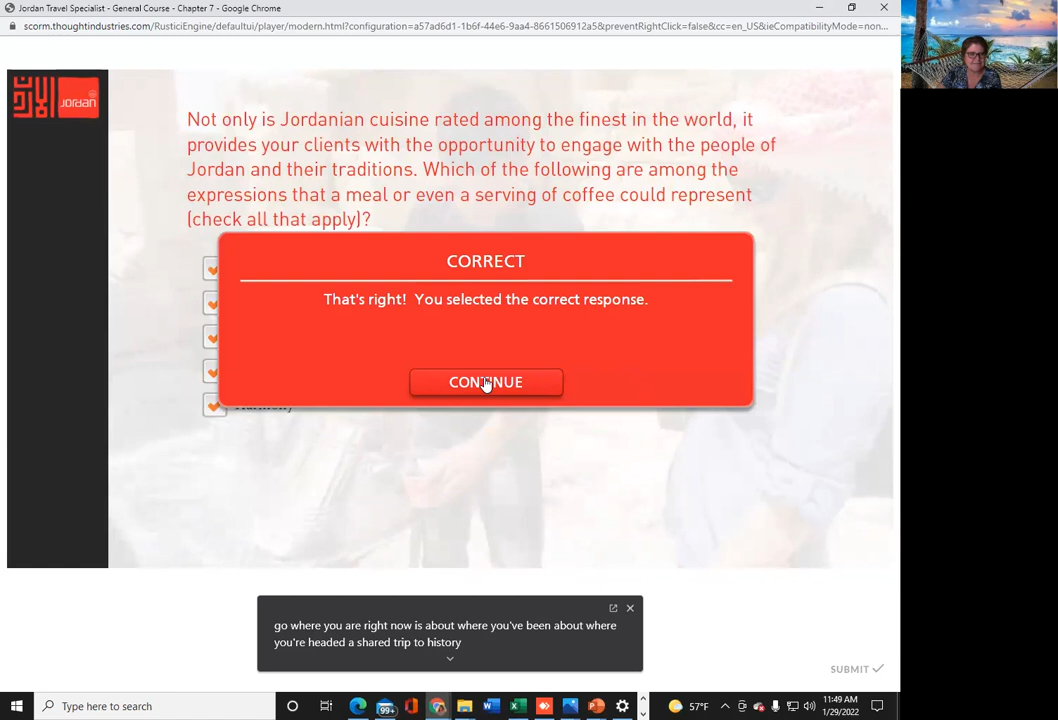 Jordan Travel Specialist - General Course - Chapter 7 - Google Chrome
scorm.thoughtindustries.com/RusticiEngine/defaultui/player/modern.html?configuration=a57ad6d1-1b6f-44e6-9aa4-8661506912a5&preventRightClick=false&cc=en_US&ieCompatibilityMode=non...
Jordan
Not only is Jordanian cuisine rated among the finest in the world, it
provides your clients with the opportunity to engage with the people of
Jordan and their traditions. Which of the following are among the
expressions that a meal or even a serving of coffee could represent
(check all that apply)?
CORRECT
That's right! You selected the correct response.
CONTINUE
Harmony
go where you are right now is about where you've been about where
you're headed a shared trip to history
SUBMIT
Type here to search
99+
57°F
11:49 AM
1/29/2022